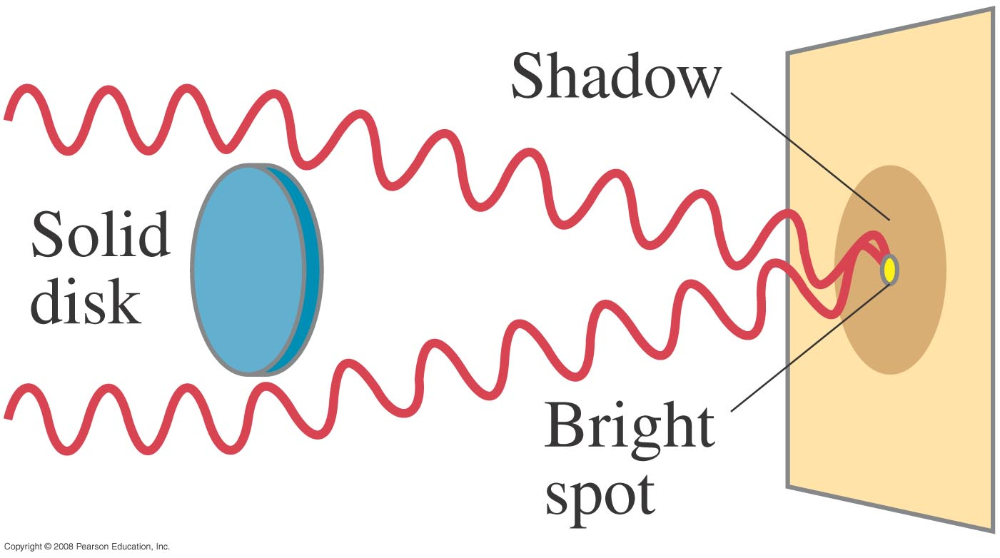 Shadow
Solid
disk
Bright
spot
Copyright © 2008 Pearson Education, Inc.